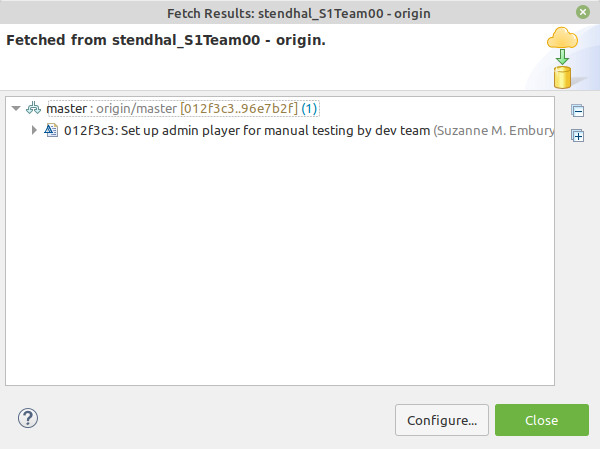 Fetch Results: stendhal_S1Team00 - origin
Fetched from stendhal_S1Team00 - origin.
master : origin/master [012f3c3..96e7b2f] (1)
012f3c3: Set up admin player for manual testing by dev team (Suzanne M. Embury
Configure...
Close